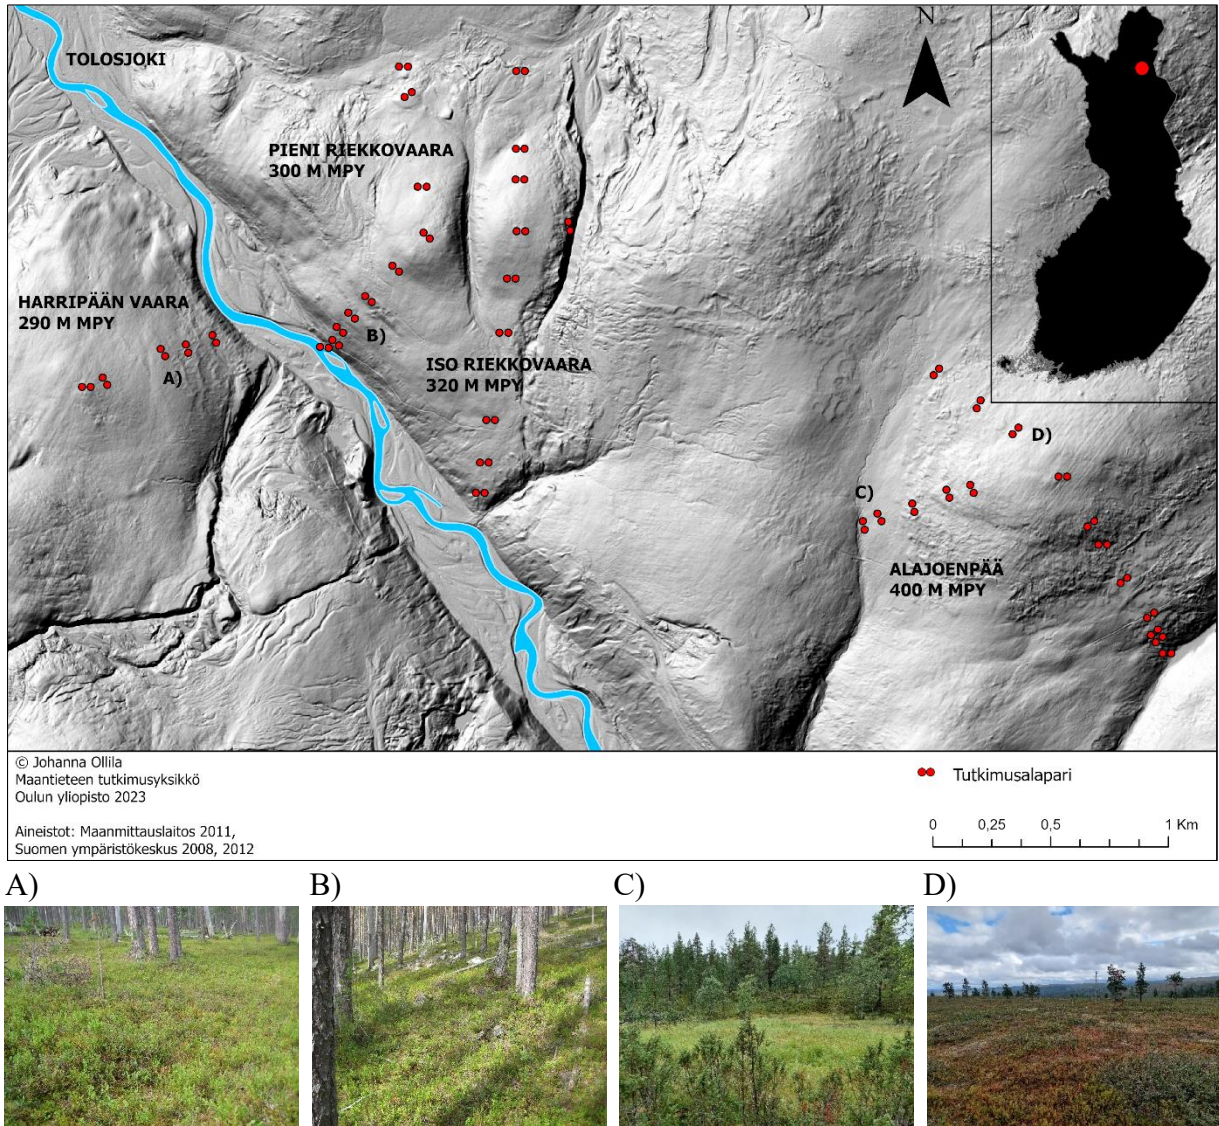 TOLOSJOKI
N
PIENI RIEKKOVAARA
300 M MPY
HARRIPÄÄN VAARA
290 M MPY
A)
B)
ISO RIEKKOVAARA
320 M MPY
D)
C)
ALAJOENPÄÄ
400 M MPY
© Johanna Ollila
Maantieteen tutkimusyksikkö
Oulun yliopisto 2023
Aineistot: Maanmittauslaitos 2011,
Suomen ympäristökeskus 2008, 2012
Tutkimusalapari
0 0,25 0,5 1 Km
A) B) C) D)